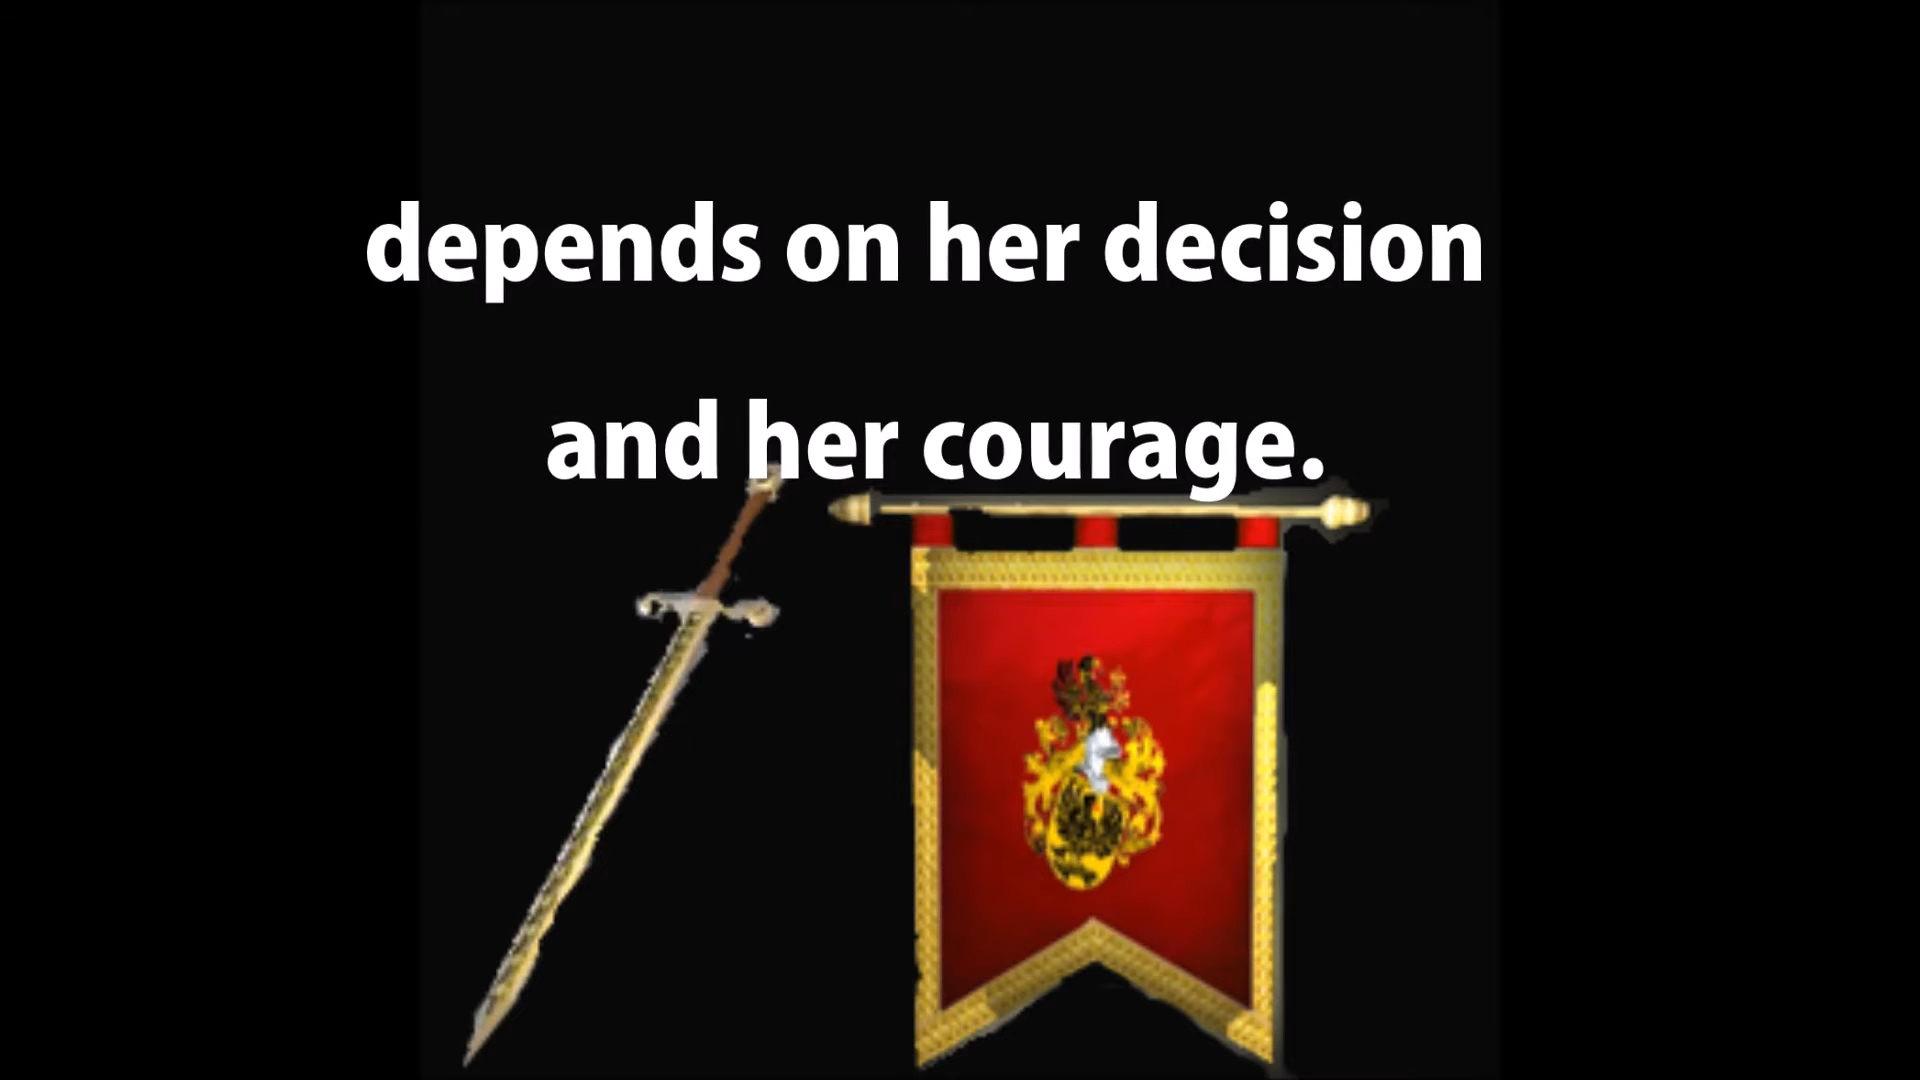 depends on her decision
and her courage.